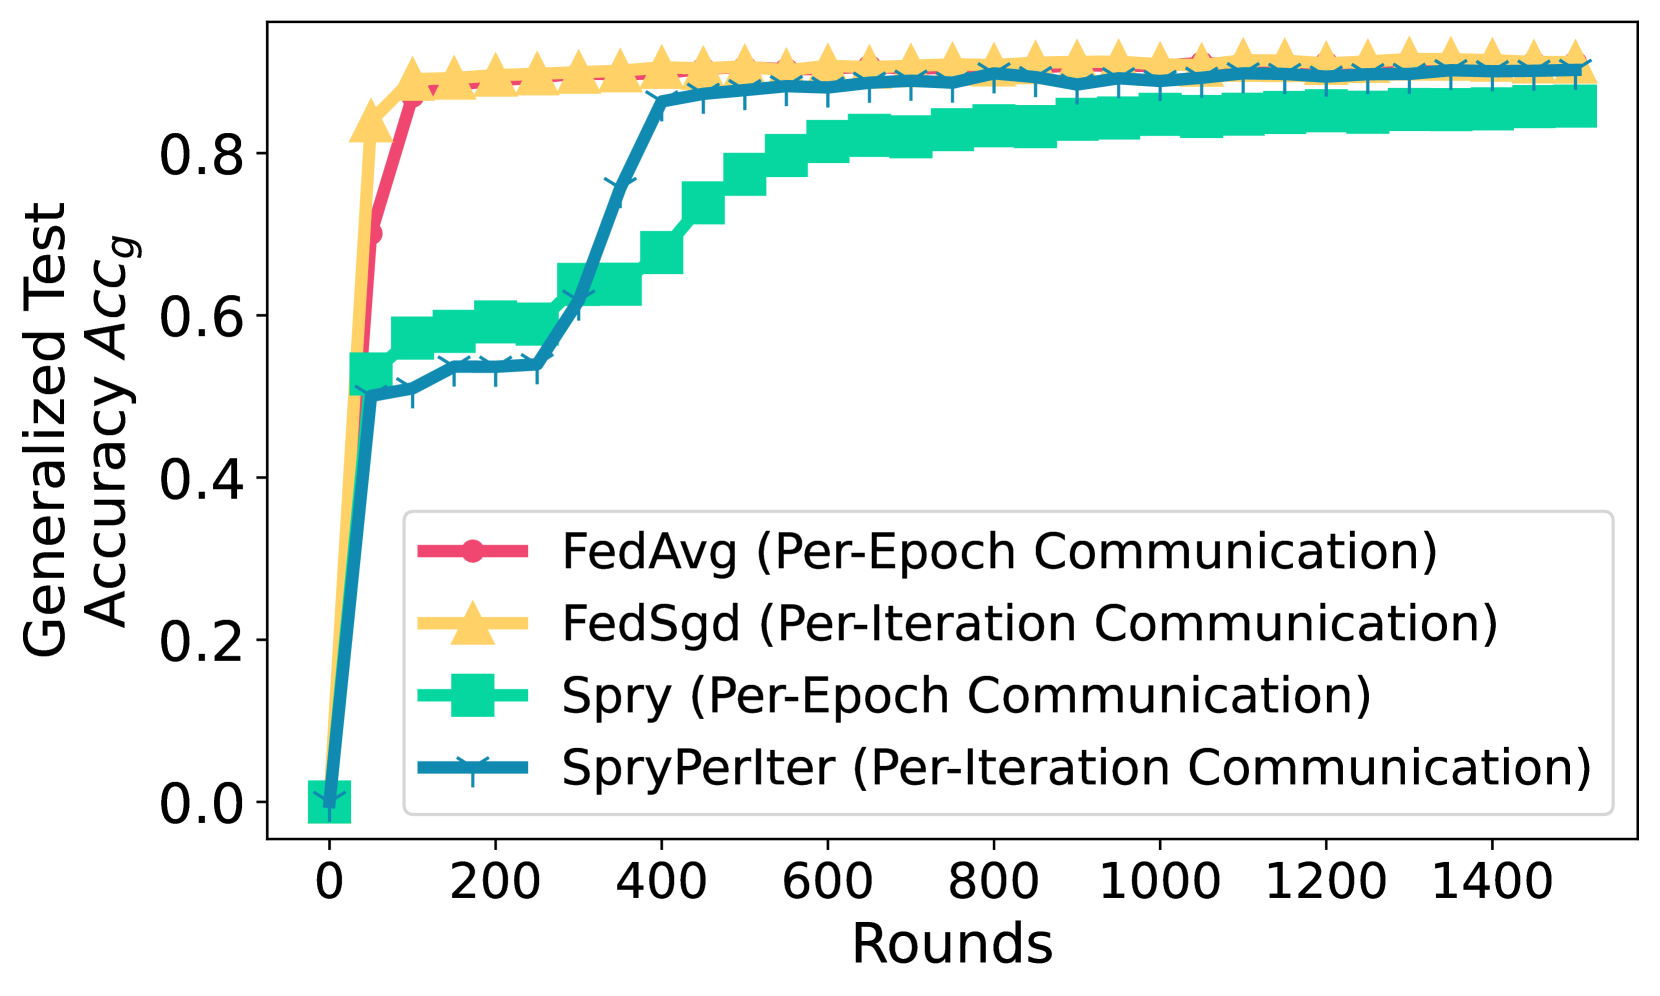 Generalized Test
Accuracy Acc_g
0.8
0.6
0.4
0.2
0.0
FedAvg (Per-Epoch Communication)
FedSgd (Per-Iteration Communication)
Spry (Per-Epoch Communication)
SpryPerIter (Per-Iteration Communication)
0 200 400 600 800 1000 1200 1400
Rounds